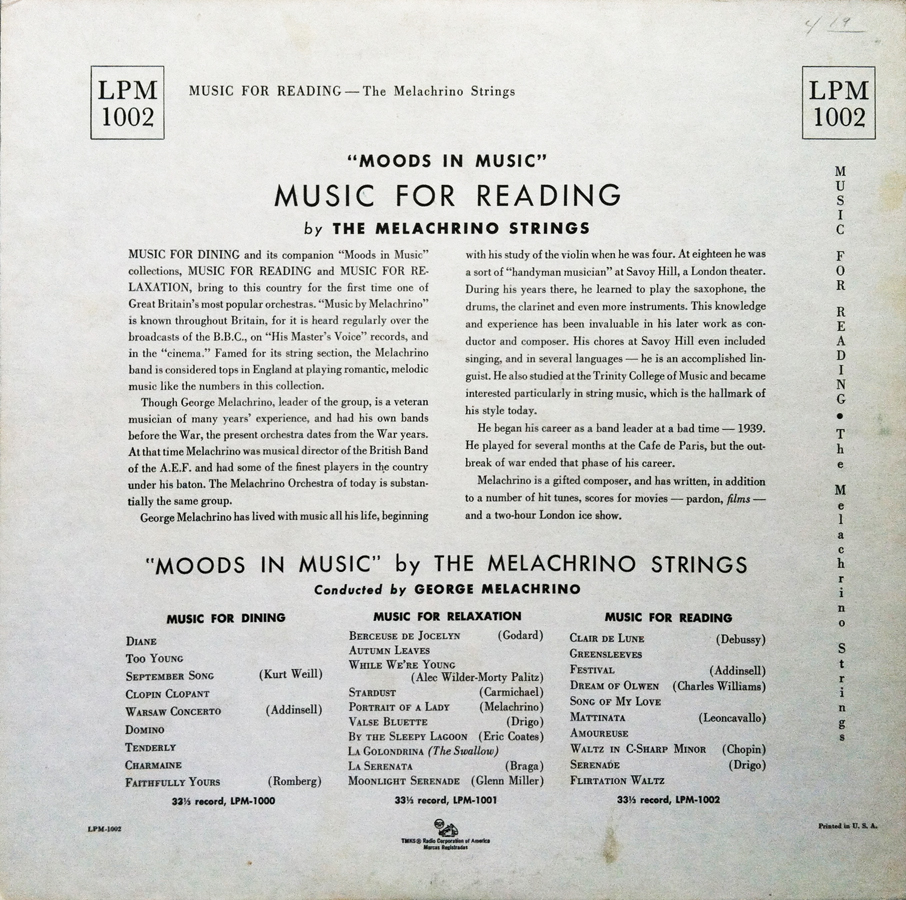 4 19
LPM
1002
MUSIC FOR READING — The Melachrino Strings
LPM
1002
"MOODS IN MUSIC"
MUSIC FOR READING
by THE MELACHRINO STRINGS
MUSIC FOR DINING and its companion "Moods in Music"
collections, MUSIC FOR READING and MUSIC FOR RE-
LAXATION, bring to this country for the first time one of
Great Britain's most popular orchestras. "Music by Melachrino"
is known throughout Britain, for it is heard regularly over the
broadcasts of the B.B.C., on "His Master's Voice" records, and
in the "cinema." Famed for its string section, the Melachrino
band is considered tops in England at playing romantic, melodic
music like the numbers in this collection.
Though George Melachrino, leader of the group, is a veteran
musician of many years' experience, and had his own bands
before the War, the present orchestra dates from the War years.
At that time Melachrino was musical director of the British Band
of the A.E.F. and had some of the finest players in the country
under his baton. The Melachrino Orchestra of today is substan-
tially the same group.
George Melachrino has lived with music all his life, beginning
with his study of the violin when he was four. At eighteen he was
a sort of "handyman musician" at Savoy Hill, a London theater.
During his years there, he learned to play the saxophone, the
drums, the clarinet and even more instruments. This knowledge
and experience has been invaluable in his later work as con-
ductor and composer. His chores at Savoy Hill even included
singing, and in several languages — he is an accomplished lin-
guist. He also studied at the Trinity College of Music and became
interested particularly in string music, which is the hallmark of
his style today.
He began his career as a band leader at a bad time — 1939.
He played for several months at the Cafe de Paris, but the out-
break of war ended that phase of his career.
Melachrino is a gifted composer, and has written, in addition
to a number of hit tunes, scores for movies — pardon, films —
and a two-hour London ice show.
"MOODS IN MUSIC" by THE MELACHRINO STRINGS
Conducted by GEORGE MELACHRINO
MUSIC FOR DINING
DIANE
TOO YOUNG
SEPTEMBER SONG (Kurt Weill)
CLOPIN CLOPANT
WARSAW CONCERTO (Addinsell)
DOMINO
TENDERLY
CHARMAINE
FAITHFULLY YOURS (Romberg)
33⅓ record, LPM-1000
MUSIC FOR RELAXATION
BERCEUSE DE JOCELYN (Godard)
AUTUMN LEAVES
WHILE WE'RE YOUNG
(Alec Wilder-Morty Palitz)
STARDUST (Carmichael)
PORTRAIT OF A LADY (Melachrino)
VALSE BLUETTE (Drigo)
BY THE SLEEPY LAGOON (Eric Coates)
LA GOLONDRINA (The Swallow)
LA SERENATA (Braga)
MOONLIGHT SERENADE (Glenn Miller)
33⅓ record, LPM-1001
MUSIC FOR READING
CLAIR DE LUNE (Debussy)
GREENSLEEVES
FESTIVAL (Addinsell)
DREAM OF OLWEN (Charles Williams)
SONG OF MY LOVE
MATTINATA (Leoncavallo)
AMOUREUSE
WALTZ IN C-SHARP MINOR (Chopin)
SERENADE (Drigo)
FLIRTATION WALTZ
33⅓ record, LPM-1002
MUSIC FOR READING • The Melachrino Strings
LPM-1002
TMKS ® Radio Corporation of America
Marcas Registradas
Printed in U. S. A.